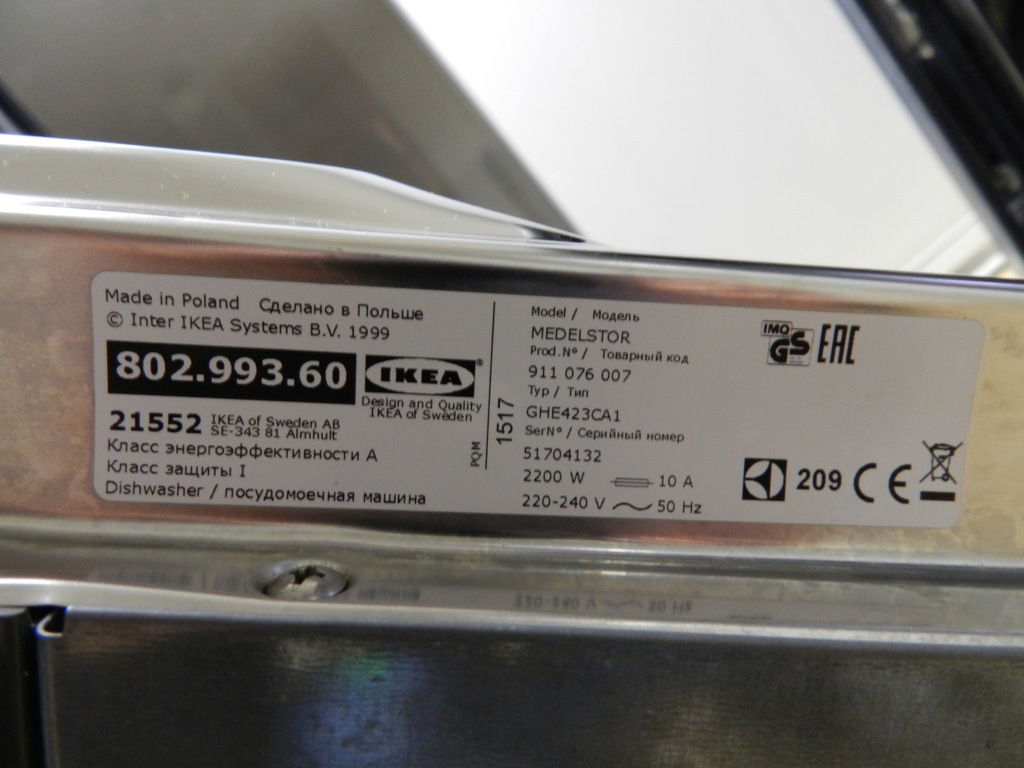 Made in Poland Сделано в Польше
© Inter IKEA Systems B.V. 1999
802.993.60
IKEA®
Design and Quality
IKEA of Sweden
21552
IKEA of Sweden AB
SE-343 81 Almhult
Класс энергоэффективности A
Класс защиты I
Dishwasher / посудомоечная машина
PQM
1517
Model / Модель
MEDELSTOR
Prod.Nº / Товарный код
911 076 007
Typ / Тип
GHE423CA1
SerNº / Серийный номер
51704132
2200 W 10 A
220-240 V 50 Hz
IMQ
GS
EAC
209 CE